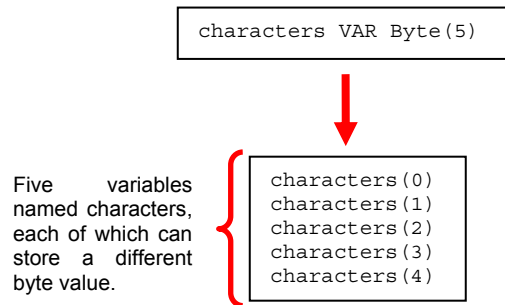 characters VAR Byte(5)
Five variables
named characters,
each of which can
store a different
byte value.
characters(0)
characters(1)
characters(2)
characters(3)
characters(4)